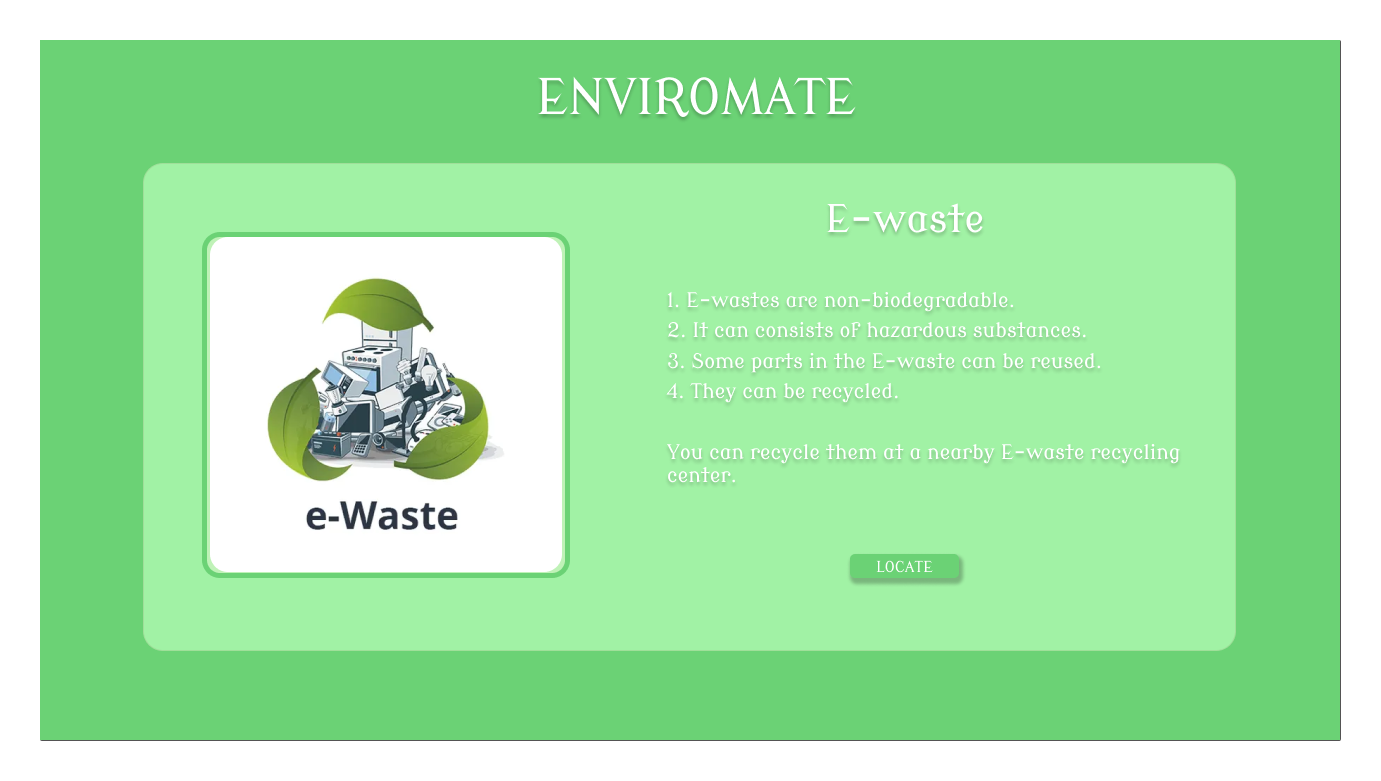 ENVIROMATE
E-waste
1. E-wastes are non-biodegradable.
2. It can consists of hazardous substances.
3. Some parts in the E-waste can be reused.
4. They can be recycled.
You can recycle them at a nearby E-waste recycling
center.
e-Waste
LOCATE